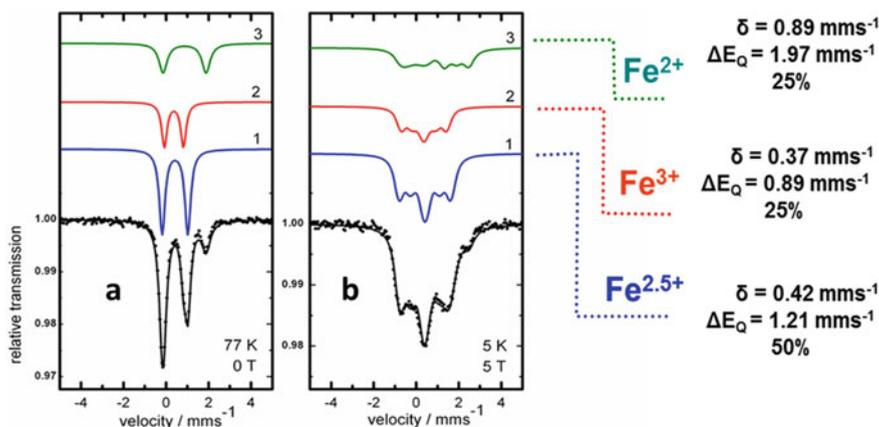 3
2
1
1.00
0.99
0.98
0.97
relative transmission
a
77 K
0 T
-4 -2 0 2 4
velocity / mms⁻¹
3
2
1
1.00
0.99
0.98
b
5 K
5 T
-4 -2 0 2 4
velocity / mms⁻¹
Fe²⁺
δ = 0.89 mms⁻¹
ΔE_Q = 1.97 mms⁻¹
25%
Fe³⁺
δ = 0.37 mms⁻¹
ΔE_Q = 0.89 mms⁻¹
25%
Fe²·⁵⁺
δ = 0.42 mms⁻¹
ΔE_Q = 1.21 mms⁻¹
50%